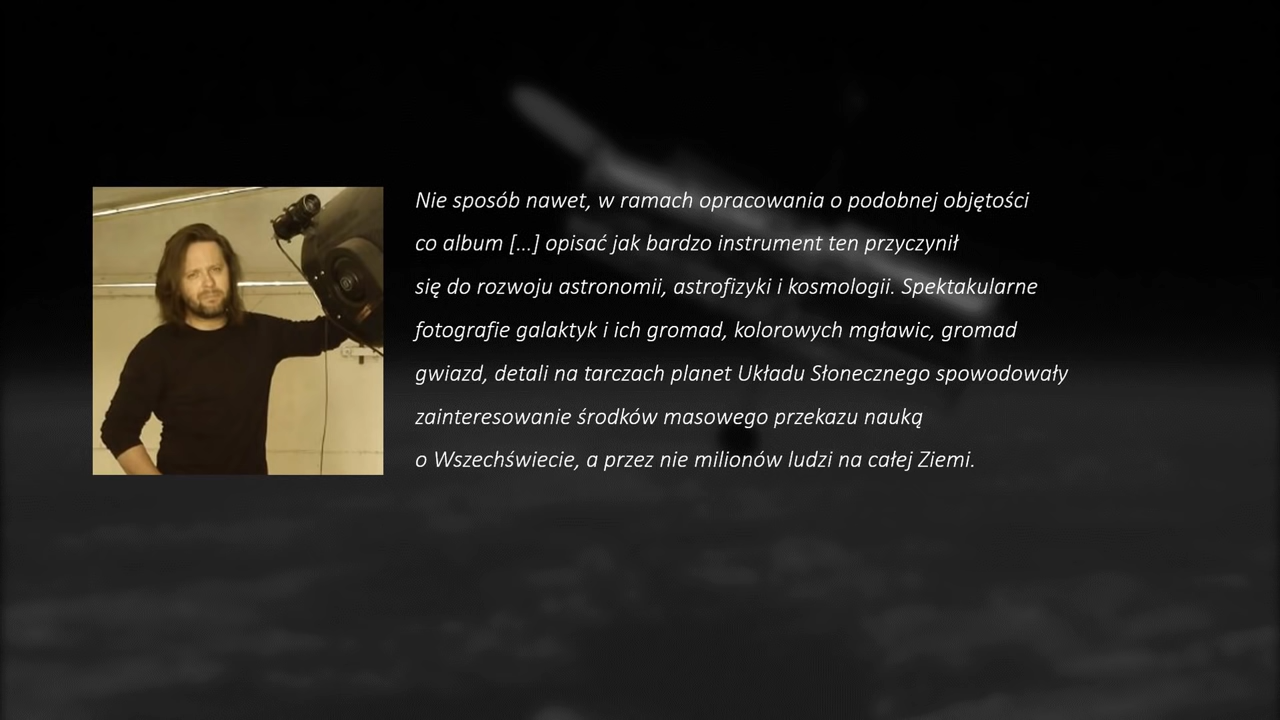 Nie sposób nawet, w ramach opracowania o podobnej objętości
co album [...] opisać jak bardzo instrument ten przyczynił
się do rozwoju astronomii, astrofizyki i kosmologii. Spektakularne
fotografie galaktyk i ich gromad, kolorowych mgławic, gromad
gwiazd, detali na tarczach planet Układu Słonecznego spowodowały
zainteresowanie środków masowego przekazu nauką
o Wszechświecie, a przez nie milionów ludzi na całej Ziemi.